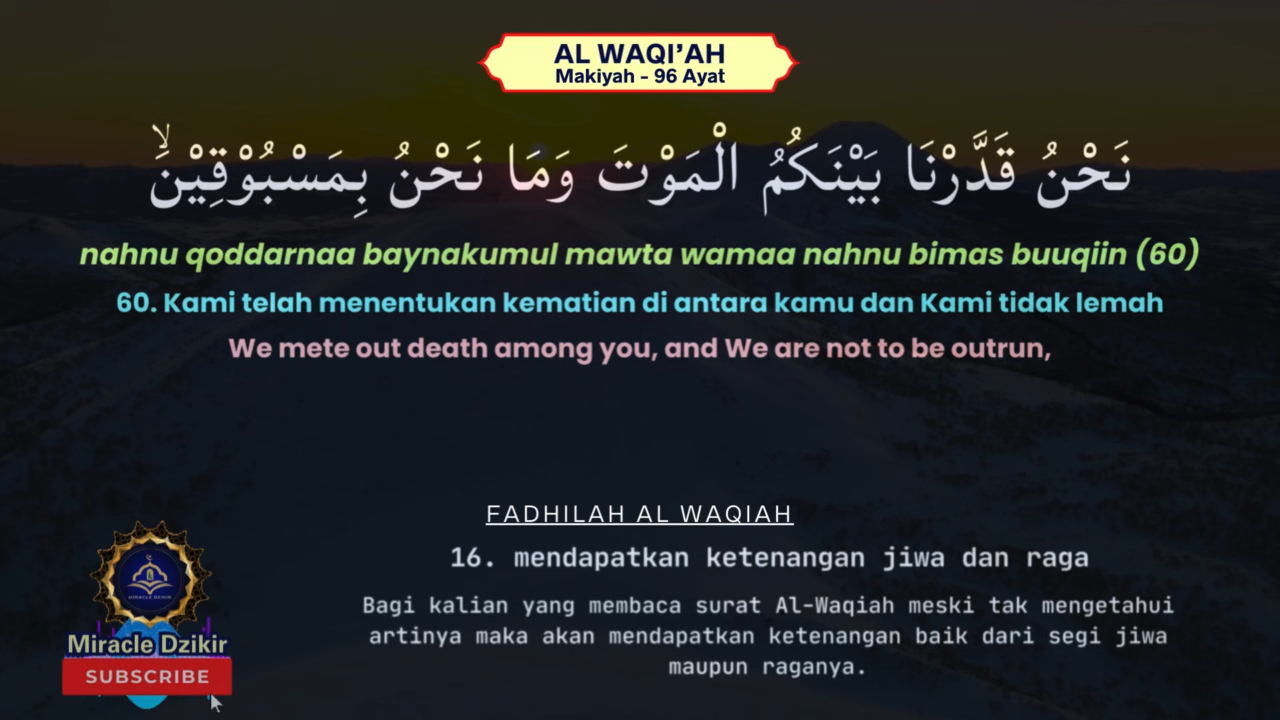 AL WAQI'AH
Makiyah - 96 Ayat
نَحْنُ قَدَّرْنَا بَيْنَكُمُ الْمَوْتَ وَمَا نَحْنُ بِمَسْبُوْقِيْنَۙ
nahnu qoddarnaa baynakumul mawta wamaa nahnu bimas buuqiin (60)
60. Kami telah menentukan kematian di antara kamu dan Kami tidak lemah
We mete out death among you, and We are not to be outrun,
FADHILAH AL WAQIAH
16. mendapatkan ketenangan jiwa dan raga
Bagi kalian yang membaca surat Al-Waqiah meski tak mengetahui
artinya maka akan mendapatkan ketenangan baik dari segi jiwa
maupun raganya.
MIRACLE DZIKIR
Miracle Dzikir
SUBSCRIBE